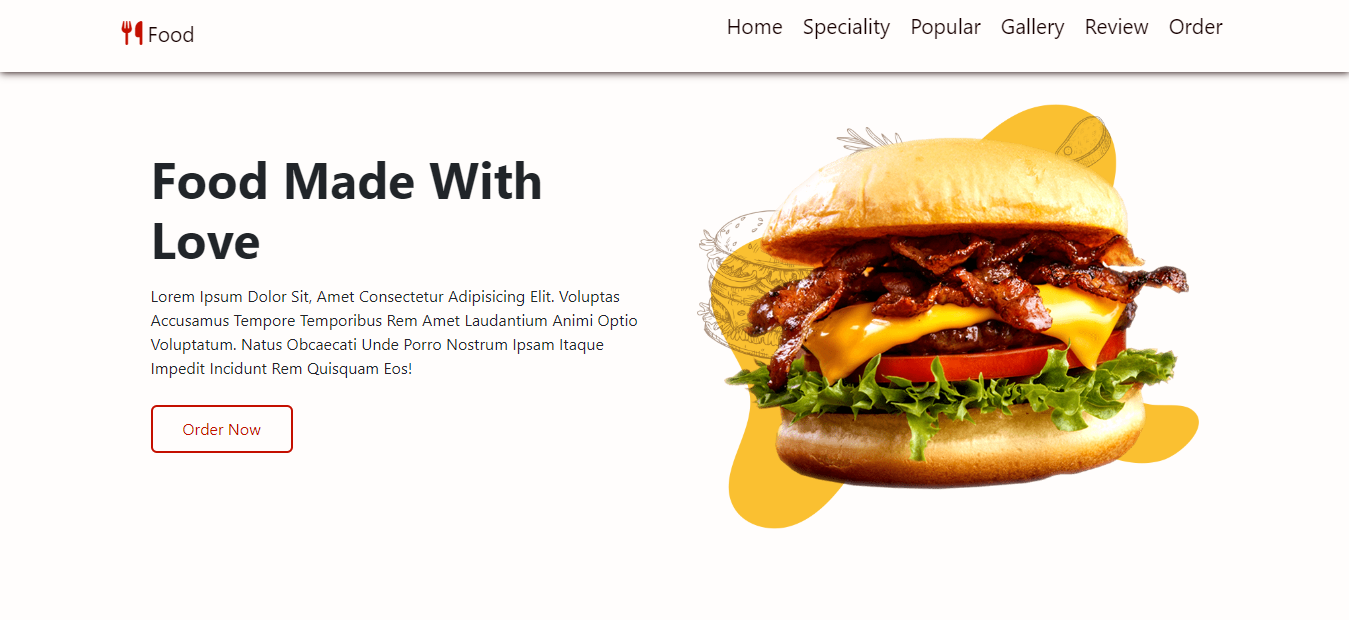 Food
Home Speciality Popular Gallery Review Order
Food Made With
Love
Lorem Ipsum Dolor Sit, Amet Consectetur Adipisicing Elit. Voluptas
Accusamus Tempore Temporibus Rem Amet Laudantium Animi Optio
Voluptatum. Natus Obcaecati Unde Porro Nostrum Ipsam Itaque
Impedit Incidunt Rem Quisquam Eos!
Order Now